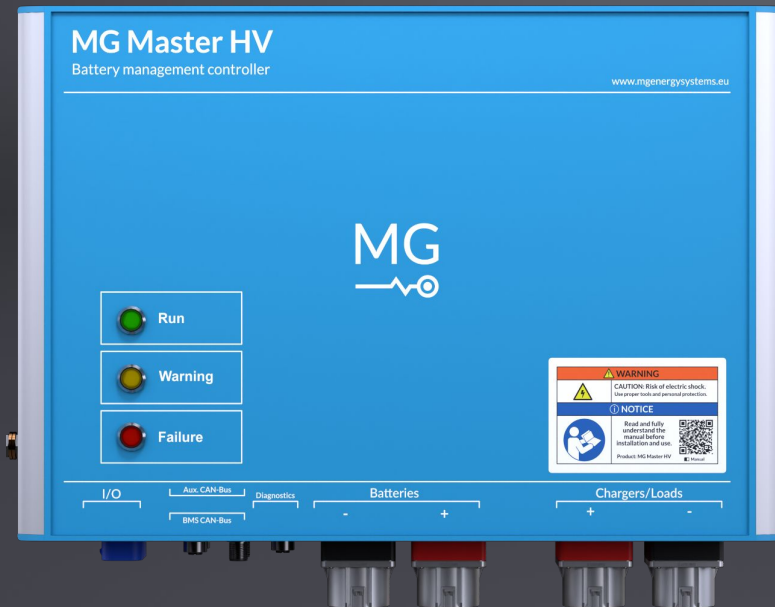 MG Master HV
Battery management controller
www.mgenergysystems.eu
MG
Run
Warning
Failure
WARNING
CAUTION: Risk of electric shock.
Use proper tools and personal protection.
NOTICE
Read and fully
understand the
manual before
installation and use.
Product: MG Master HV
Manual
I/O
Aux. CAN-Bus
BMS CAN-Bus
Diagnostics
Batteries
- +
Chargers/Loads
+ -